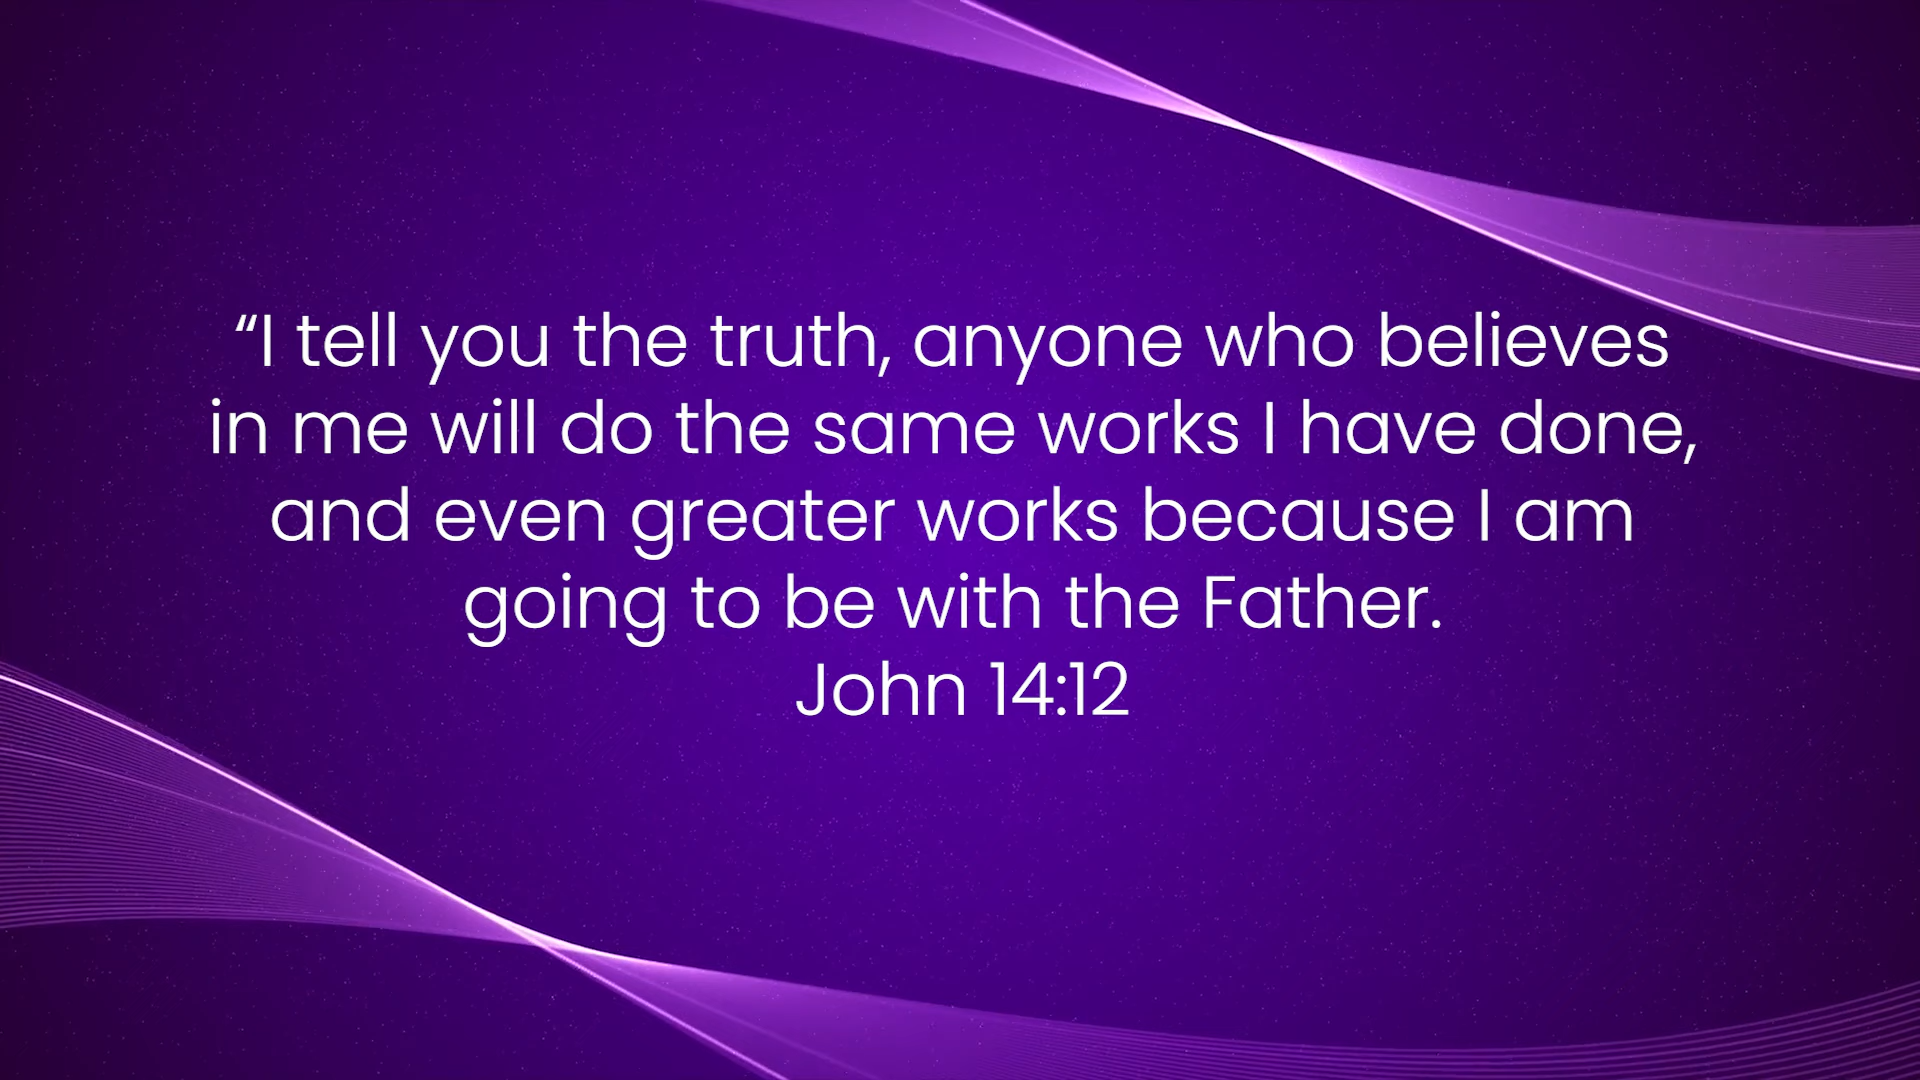 “I tell you the truth, anyone who believes
in me will do the same works I have done,
and even greater works because I am
going to be with the Father.
John 14:12